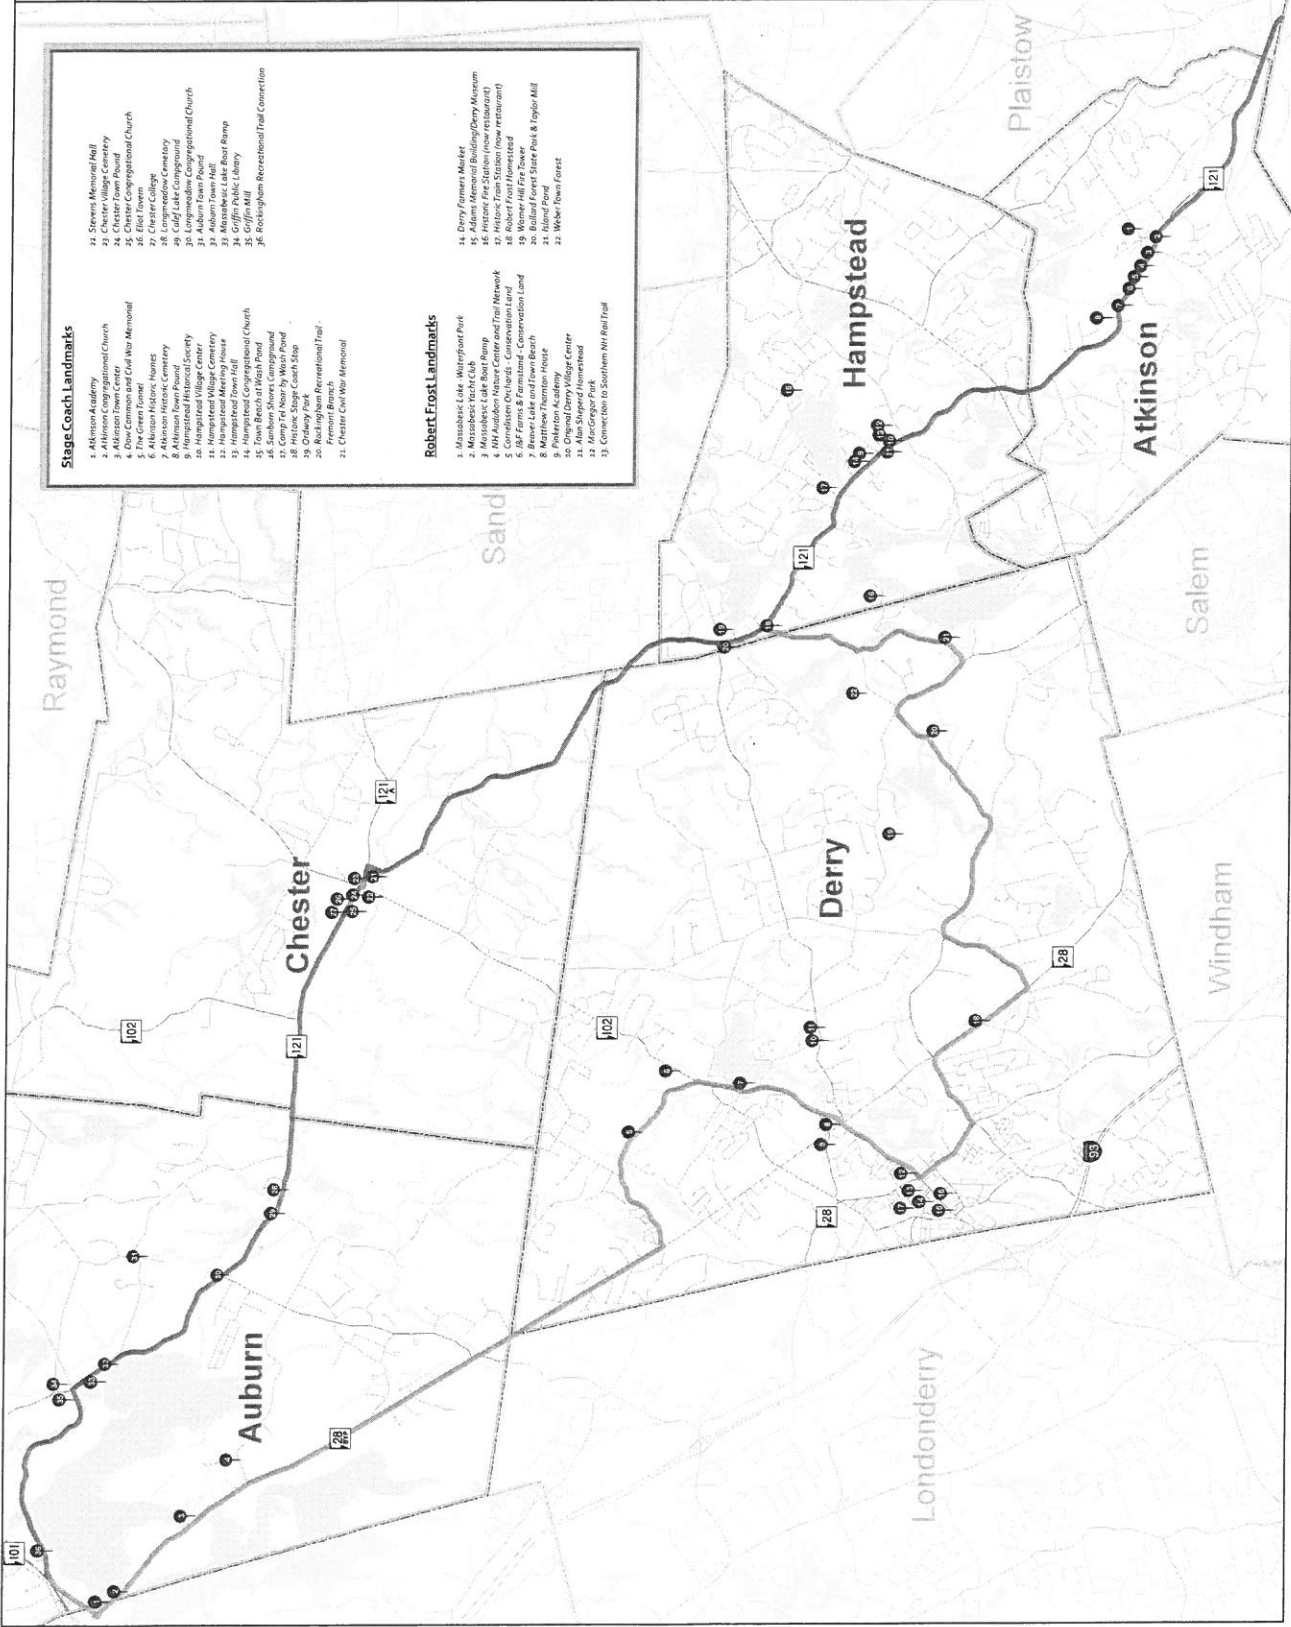 Stage Coach Landmarks
1. Atkinson Academy
2. Atkinson Congregational Church
3. Atkinson Town Center
4. Dow Common and Civil War Memorial
5. The Green Tunnel
6. Atkinson Historic Homes
7. Atkinson Historic Cemetery
8. Atkinson Town Pound
9. Hampstead Historical Society
10. Hampstead Village Center
11. Hampstead Village Cemetery
12. Hampstead Meeting House
13. Hampstead Town Hall
14. Hampstead Congregational Church
15. Town Beach at Wash Pond
16. Sanborn Shores Campground
17. Camp Tel Noar by Wash Pond
18. Historic Stage Coach Stop
19. Ordway Park
20. Rockingham Recreational Trail -
Fremont Branch
21. Chester Civil War Memorial
22. Stevens Memorial Hall
23. Chester Village Cemetery
24. Chester Town Pound
25. Chester Congregational Church
26. Eliot Tavern
27. Chester College
28. Longmeadow Cemetary
29. Calef Lake Campground
30. Longmeadow Congregational Church
31. Auburn Town Pound
32. Auburn Town Hall
33. Massabesic Lake Boat Ramp
34. Griffin Public Library
35. Griffin Mill
36. Rockingham Recreational Trail Connection
Robert Frost Landmarks
1. Massabesic Lake - Waterfront Park
2. Massabesic Yacht Club
3 Massabesic Lake Boat Ramp
4. NH Audubon Nature Center and Trail Network
5 Cornelissen Orchards - Conservation Land
6. J&F Farms & Farmstand - Conservation Land
7. Beaver Lake and Town Beach
8. Matthew Thornton House
9. Pinkerton Academy
10. Original Derry Village Center
11. Alan Sheperd Homestead
12. MacGregor Park
13. Connection to Southern NH Rail Trail
14. Derry Farmers Market
15. Adams Memorial Building/Derry Museum
16. Historic Fire Station (now restaurant)
17. Historic Train Station (now restaurant)
18. Robert Frost Homestead
19. Warner Hill Fire Tower
20. Ballard Forest State Park & Taylor Mill
21. Island Pond
22. Weber Town Forest
Raymond
Sand
Plaistow
Hampstead
Atkinson
Salem
Chester
Derry
Windham
Auburn
Londonderry
101
102
102
121
121
121
121 A
28
28
28 BYP
93